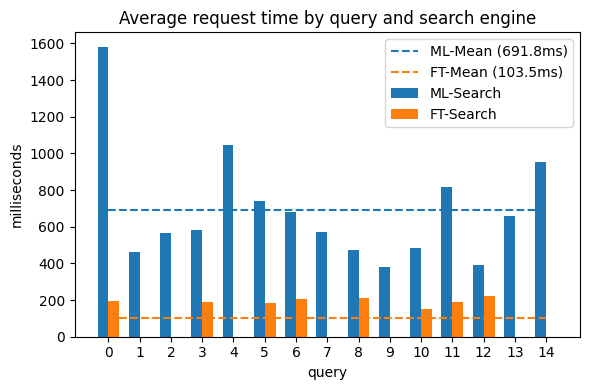 Average request time by query and search engine
ML-Mean (691.8ms)
FT-Mean (103.5ms)
ML-Search
FT-Search
milliseconds
1600
1400
1200
1000
800
600
400
200
0
0 1 2 3 4 5 6 7 8 9 10 11 12 13 14
query